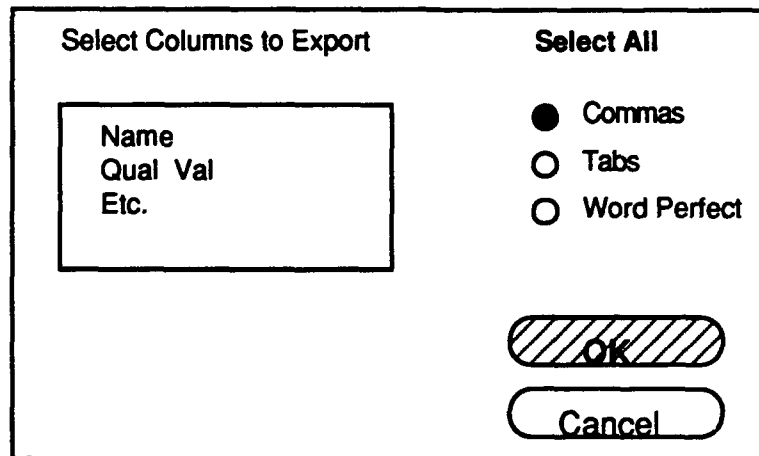 Select Columns to Export
Name
Qual Val
Etc.
Select All
Commas
Tabs
Word Perfect
OK
Cancel